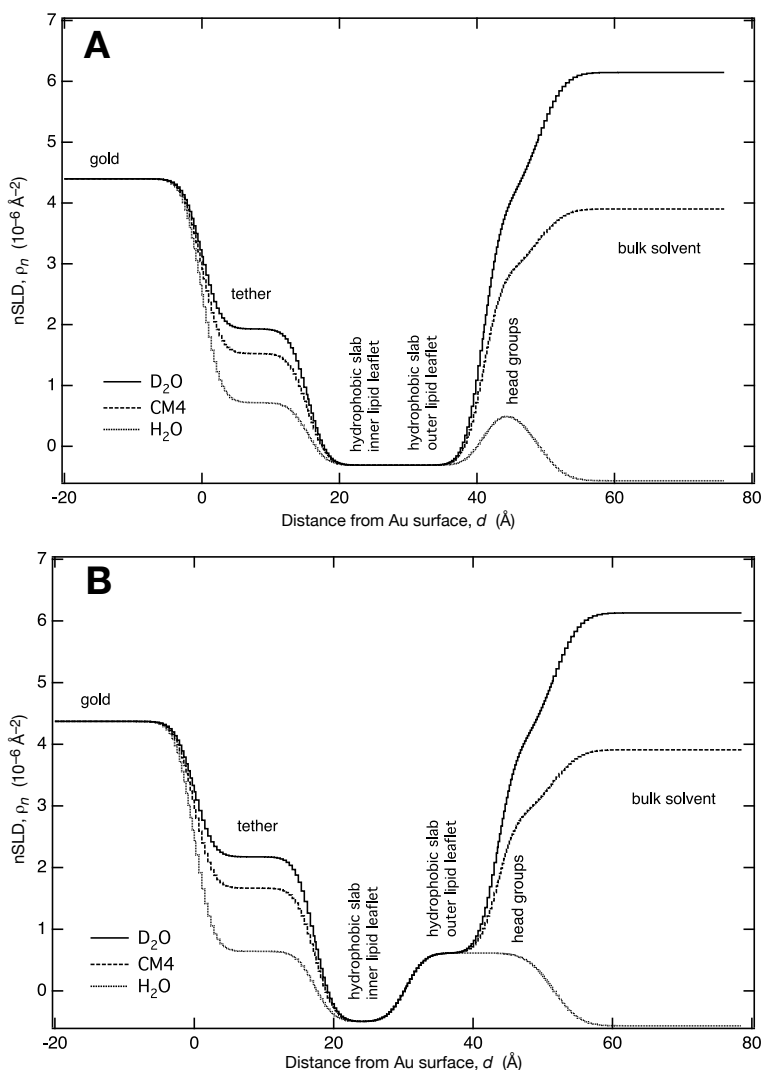 A
7
6
5
4
3
2
1
0
nSLD, ρn (10⁻⁶ Å⁻²)
gold
tether
hydrophobic slab
inner lipid leaflet
hydrophobic slab
outer lipid leaflet
head groups
bulk solvent
D₂O
CM4
H₂O
-20 0 20 40 60 80
Distance from Au surface, d (Å)
B
7
6
5
4
3
2
1
0
nSLD, ρn (10⁻⁶ Å⁻²)
gold
tether
hydrophobic slab
inner lipid leaflet
hydrophobic slab
outer lipid leaflet
head groups
bulk solvent
D₂O
CM4
H₂O
-20 0 20 40 60 80
Distance from Au surface, d (Å)